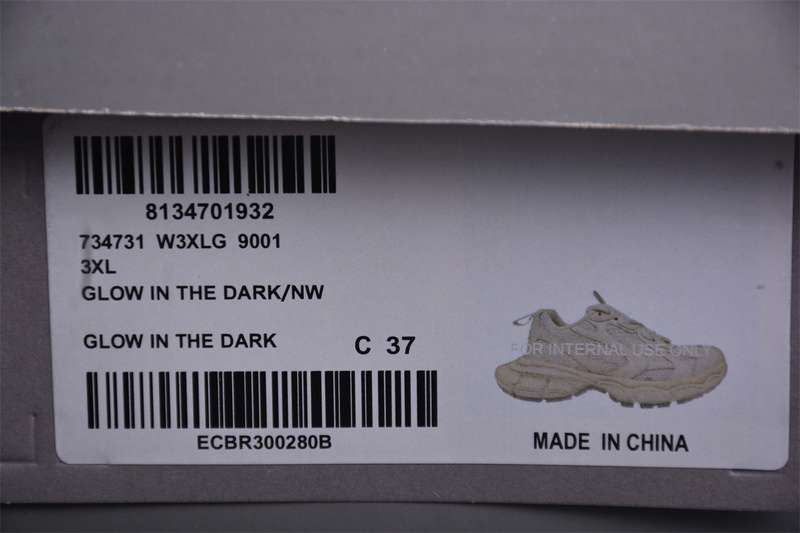 8134701932
734731 W3XLG 9001
3XL
GLOW IN THE DARK/NW
GLOW IN THE DARK
C 37
FOR INTERNAL USE ONLY
ECBR300280B
MADE IN CHINA